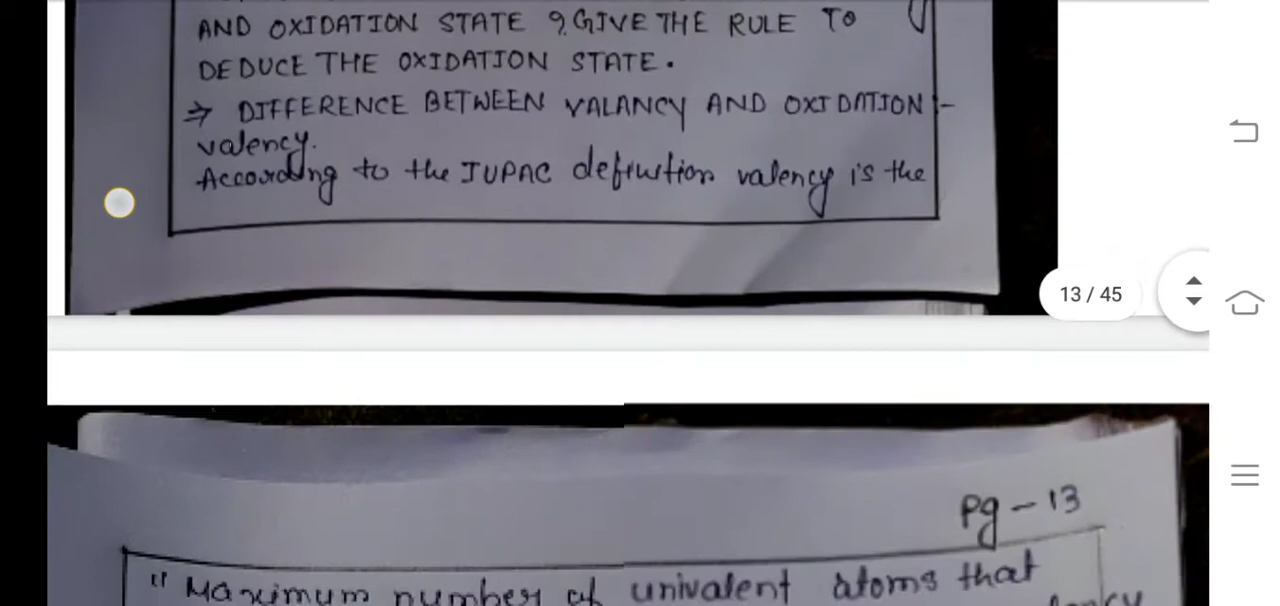 AND OXIDATION STATE ? GIVE THE RULE TO
DEDUCE THE OXIDATION STATE.
⇒ DIFFERENCE BETWEEN VALANCY AND OXIDATION :-
valency.
According to the IUPAC definition valency is the
13 / 45
Pg - 13
" Maximum number of univalent atoms that